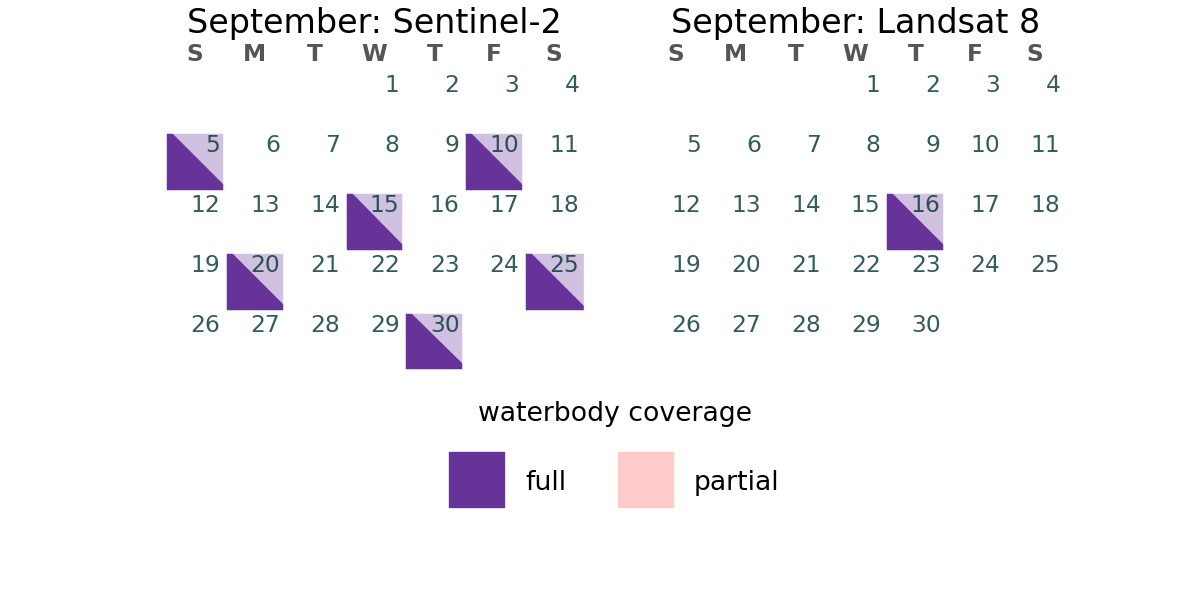 September: Sentinel-2
S M T W T F S
1 2 3 4
5 6 7 8 9 10 11
12 13 14 15 16 17 18
19 20 21 22 23 24 25
26 27 28 29 30
September: Landsat 8
S M T W T F S
1 2 3 4
5 6 7 8 9 10 11
12 13 14 15 16 17 18
19 20 21 22 23 24 25
26 27 28 29 30
waterbody coverage
full partial